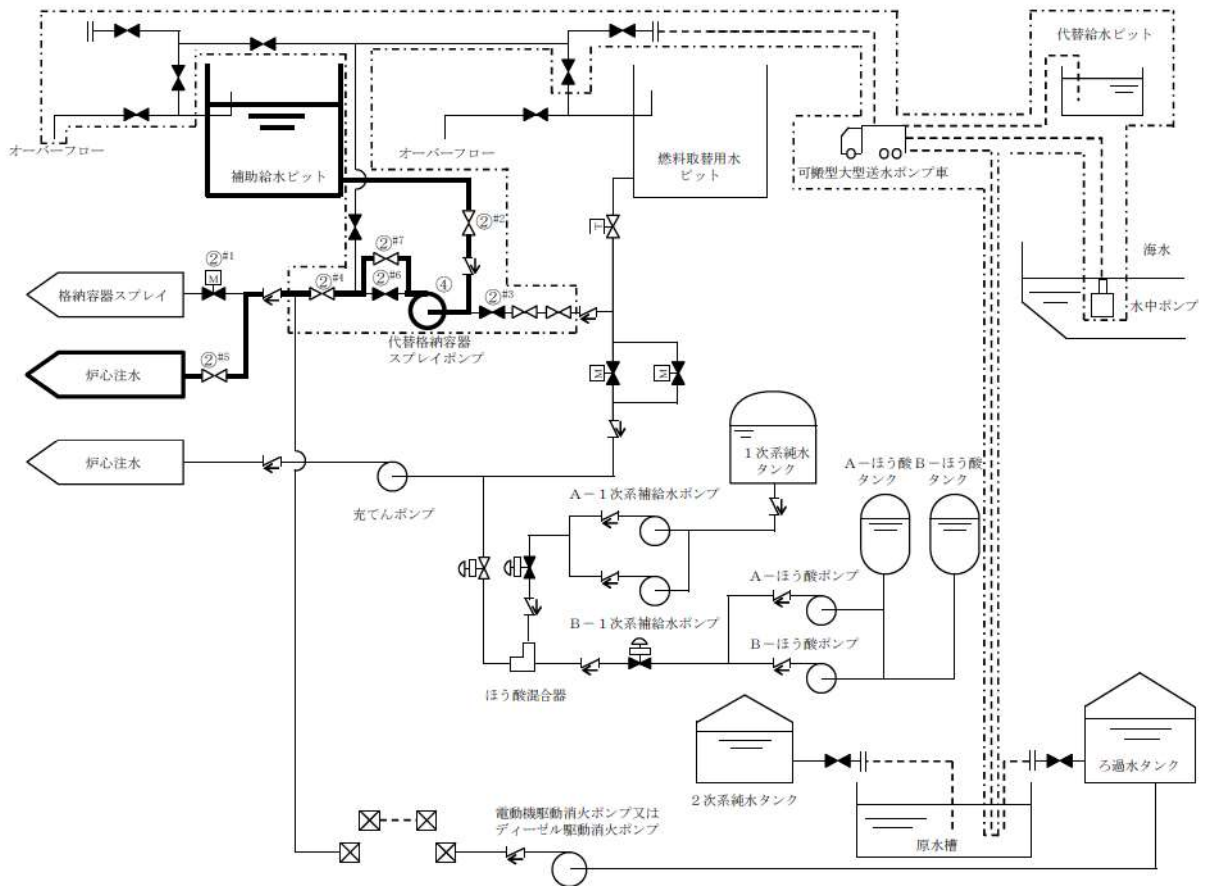 代替給水ピット
オーバーフロー
補助給水ピット
オーバーフロー
燃料取替用水
ピット
可搬型大型送水ポンプ車
海水
水中ポンプ
②#2
T
②#1
M
②#7
②#4
②#6
④
②#3
格納容器スプレイ
代替格納容器
スプレイポンプ
②#5
炉心注水
M
M
炉心注水
充てんポンプ
1次系純水
タンク
A-ほう酸
タンク
B-ほう酸
タンク
A-1次系補給水ポンプ
A-ほう酸ポンプ
B-1次系補給水ポンプ
B-ほう酸ポンプ
ほう酸混合器
2次系純水タンク
ろ過水タンク
原水槽
電動機駆動消火ポンプ又は
ディーゼル駆動消火ポンプ